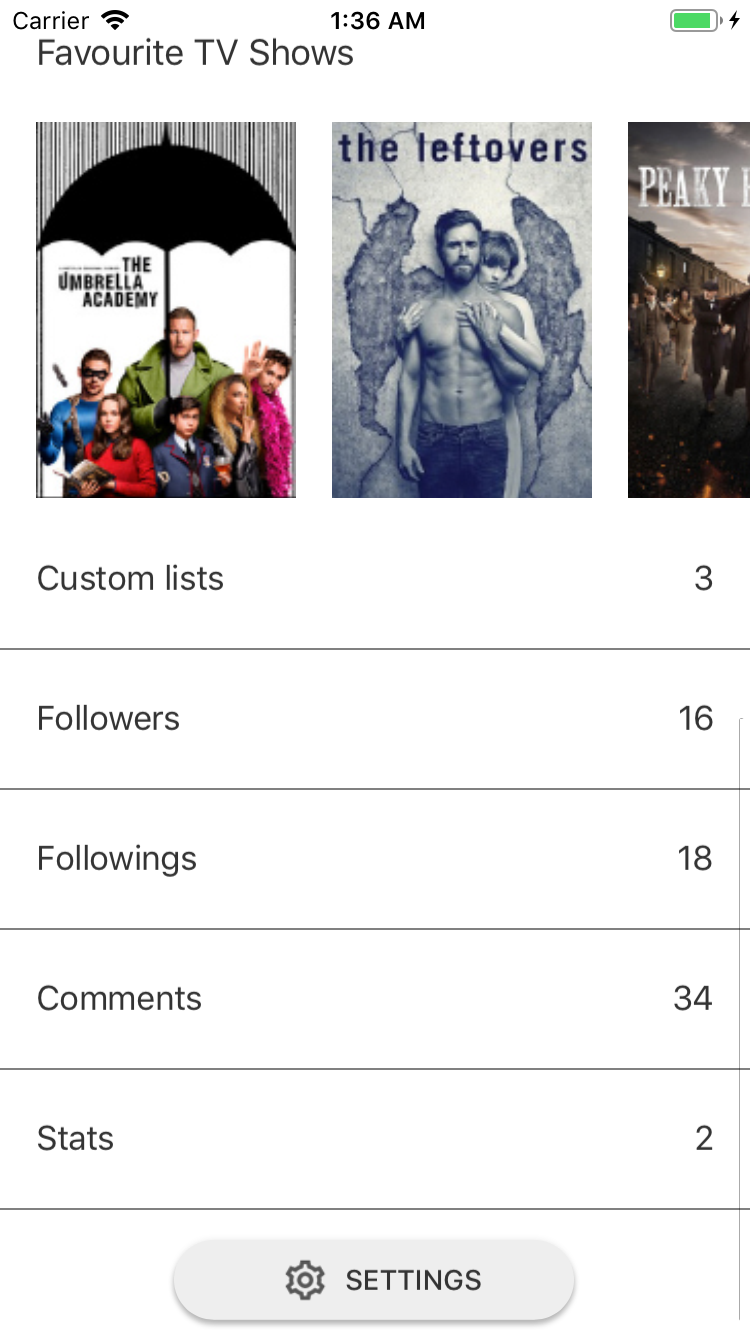 Carrier
1:36 AM
Favourite TV Shows
THE
UMBRELLA
ACADEMY
the leftovers
PEAKY
Custom lists
3
Followers
16
Followings
18
Comments
34
Stats
2
SETTINGS